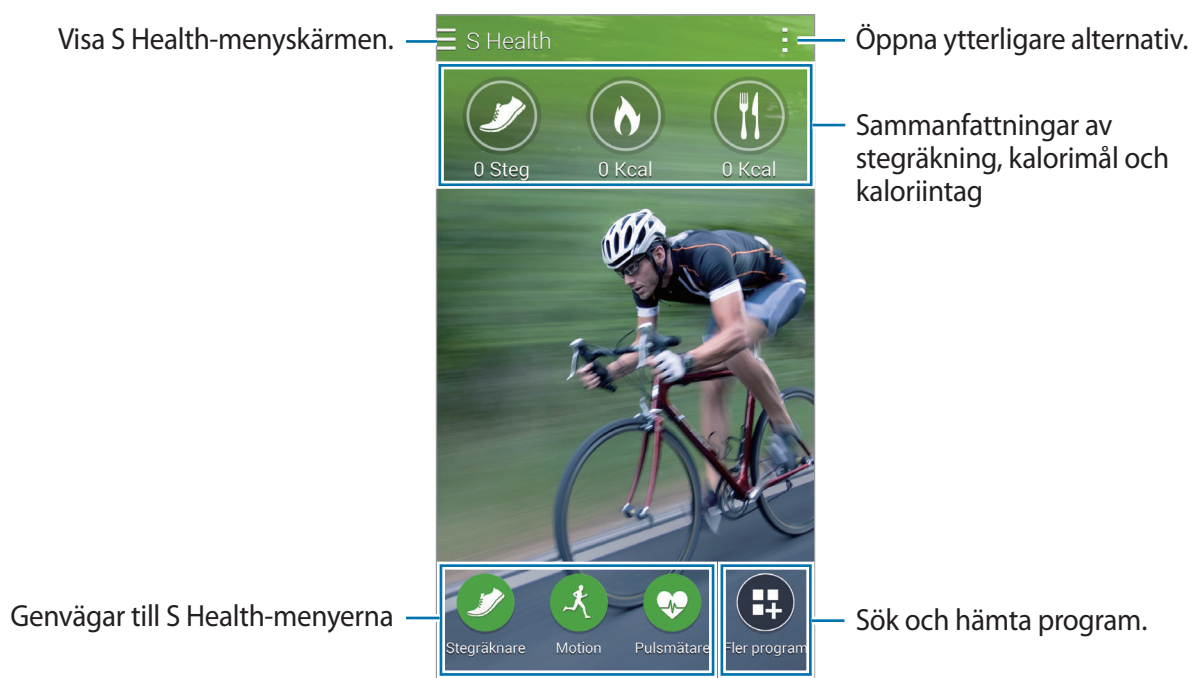 Visa S Health-menyskärmen.
S Health
Öppna ytterligare alternativ.
0 Steg
0 Kcal
0 Kcal
Sammanfattningar av
stegräkning, kalorimål och
kaloriintag
Genvägar till S Health-menyerna
Stegräknare
Motion
Pulsmätare
Fler program
Sök och hämta program.